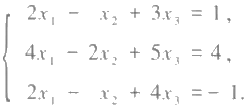 2x₁ - x₂ + 3x₃ = 1,
4x₁ - 2x₂ + 5x₃ = 4,
2x₁ - x₂ + 4x₃ = - 1.